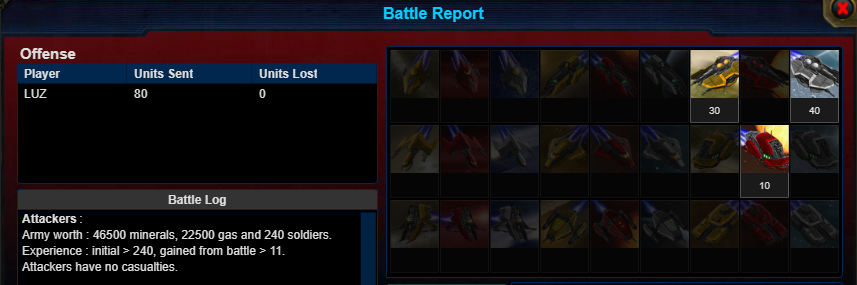 Battle Report
Offense
Player Units Sent Units Lost
LUZ 80 0
30 40
10
Battle Log
Attackers :
Army worth : 46500 minerals, 22500 gas and 240 soldiers.
Experience : initial > 240, gained from battle > 11.
Attackers have no casualties.